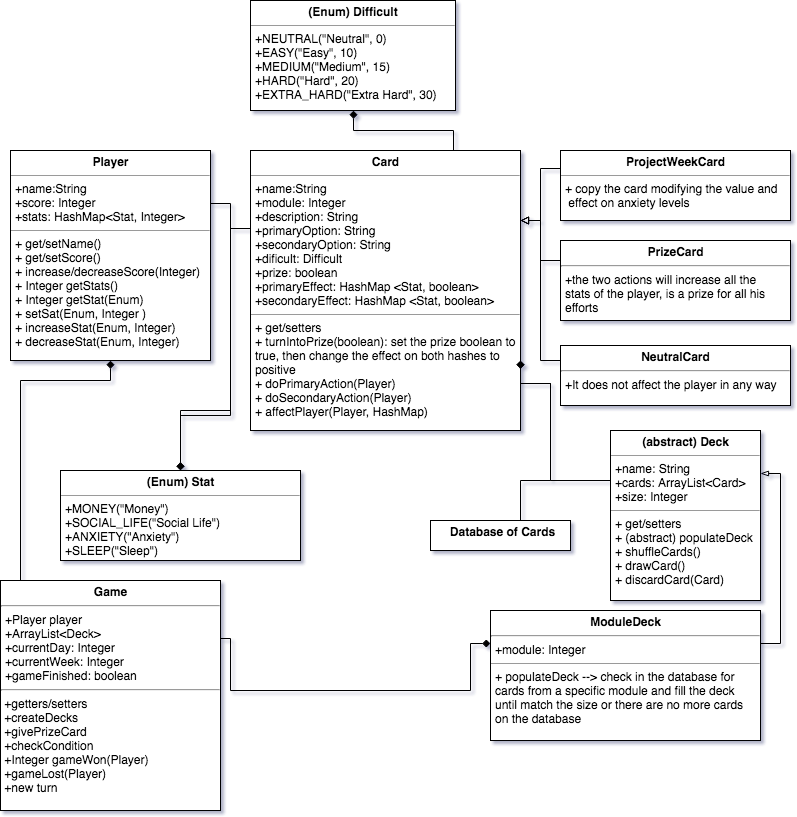 (Enum) Difficult
+NEUTRAL("Neutral", 0)
+EASY("Easy", 10)
+MEDIUM("Medium", 15)
+HARD("Hard", 20)
+EXTRA_HARD("Extra Hard", 30)
Player
+name:String
+score: Integer
+stats: HashMap<Stat, Integer>
+ get/setName()
+ get/setScore()
+ increase/decreaseScore(Integer)
+ Integer getStats()
+ Integer getStat(Enum)
+ setSat(Enum, Integer )
+ increaseStat(Enum, Integer)
+ decreaseStat(Enum, Integer)
Card
+name:String
+module: Integer
+description: String
+primaryOption: String
+secondaryOption: String
+dificult: Difficult
+prize: boolean
+primaryEffect: HashMap <Stat, boolean>
+secondaryEffect: HashMap <Stat, boolean>
+ get/setters
+ turnIntoPrize(boolean): set the prize boolean to
true, then change the effect on both hashes to
positive
+ doPrimaryAction(Player)
+ doSecondaryAction(Player)
+ affectPlayer(Player, HashMap)
ProjectWeekCard
+ copy the card modifying the value and
effect on anxiety levels
PrizeCard
+the two actions will increase all the
stats of the player, is a prize for all his
efforts
NeutralCard
+It does not affect the player in any way
(abstract) Deck
+name: String
+cards: ArrayList<Card>
+size: Integer
+ get/setters
+ (abstract) populateDeck
+ shuffleCards()
+ drawCard()
+ discardCard(Card)
(Enum) Stat
+MONEY("Money")
+SOCIAL_LIFE("Social Life")
+ANXIETY("Anxiety")
+SLEEP("Sleep")
Database of Cards
Game
+Player player
+ArrayList<Deck>
+currentDay: Integer
+currentWeek: Integer
+gameFinished: boolean
+getters/setters
+createDecks
+givePrizeCard
+checkCondition
+Integer gameWon(Player)
+gameLost(Player)
+new turn
ModuleDeck
+module: Integer
+ populateDeck --> check in the database for
cards from a specific module and fill the deck
until match the size or there are no more cards
on the database